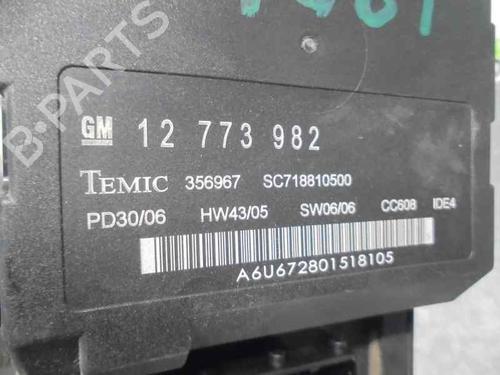 B-PARTS
GM 12 773 982
TEMIC 356967 SC718810500
PD30/06 HW43/05 SW06/06 CC608 IDE4
A6U672801518105